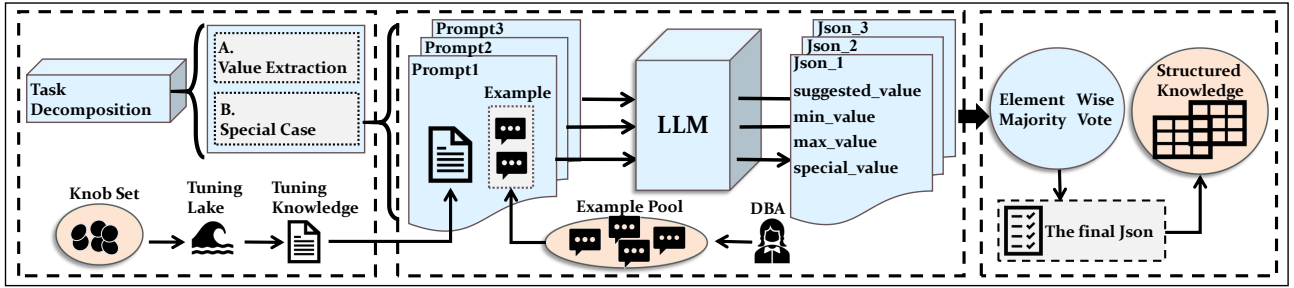 Task
Decomposition
A.
Value Extraction
B.
Special Case
Knob Set
Tuning
Lake
Tuning
Knowledge
Prompt3
Prompt2
Prompt1
Example
Example Pool
DBA
LLM
Json_3
Json_2
Json_1
suggested_value
min_value
max_value
special_value
Element Wise
Majority Vote
Structured
Knowledge
The final Json